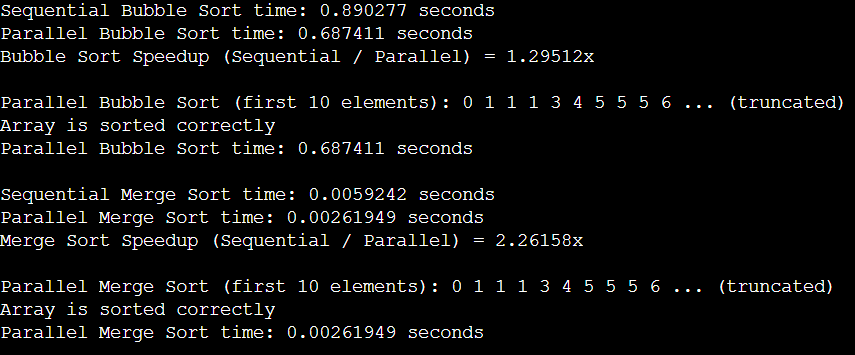 Sequential Bubble Sort time: 0.890277 seconds
Parallel Bubble Sort time: 0.687411 seconds
Bubble Sort Speedup (Sequential / Parallel) = 1.29512x
Parallel Bubble Sort (first 10 elements): 0 1 1 1 3 4 5 5 5 6 ... (truncated)
Array is sorted correctly
Parallel Bubble Sort time: 0.687411 seconds
Sequential Merge Sort time: 0.0059242 seconds
Parallel Merge Sort time: 0.00261949 seconds
Merge Sort Speedup (Sequential / Parallel) = 2.26158x
Parallel Merge Sort (first 10 elements): 0 1 1 1 3 4 5 5 5 6 ... (truncated)
Array is sorted correctly
Parallel Merge Sort time: 0.00261949 seconds